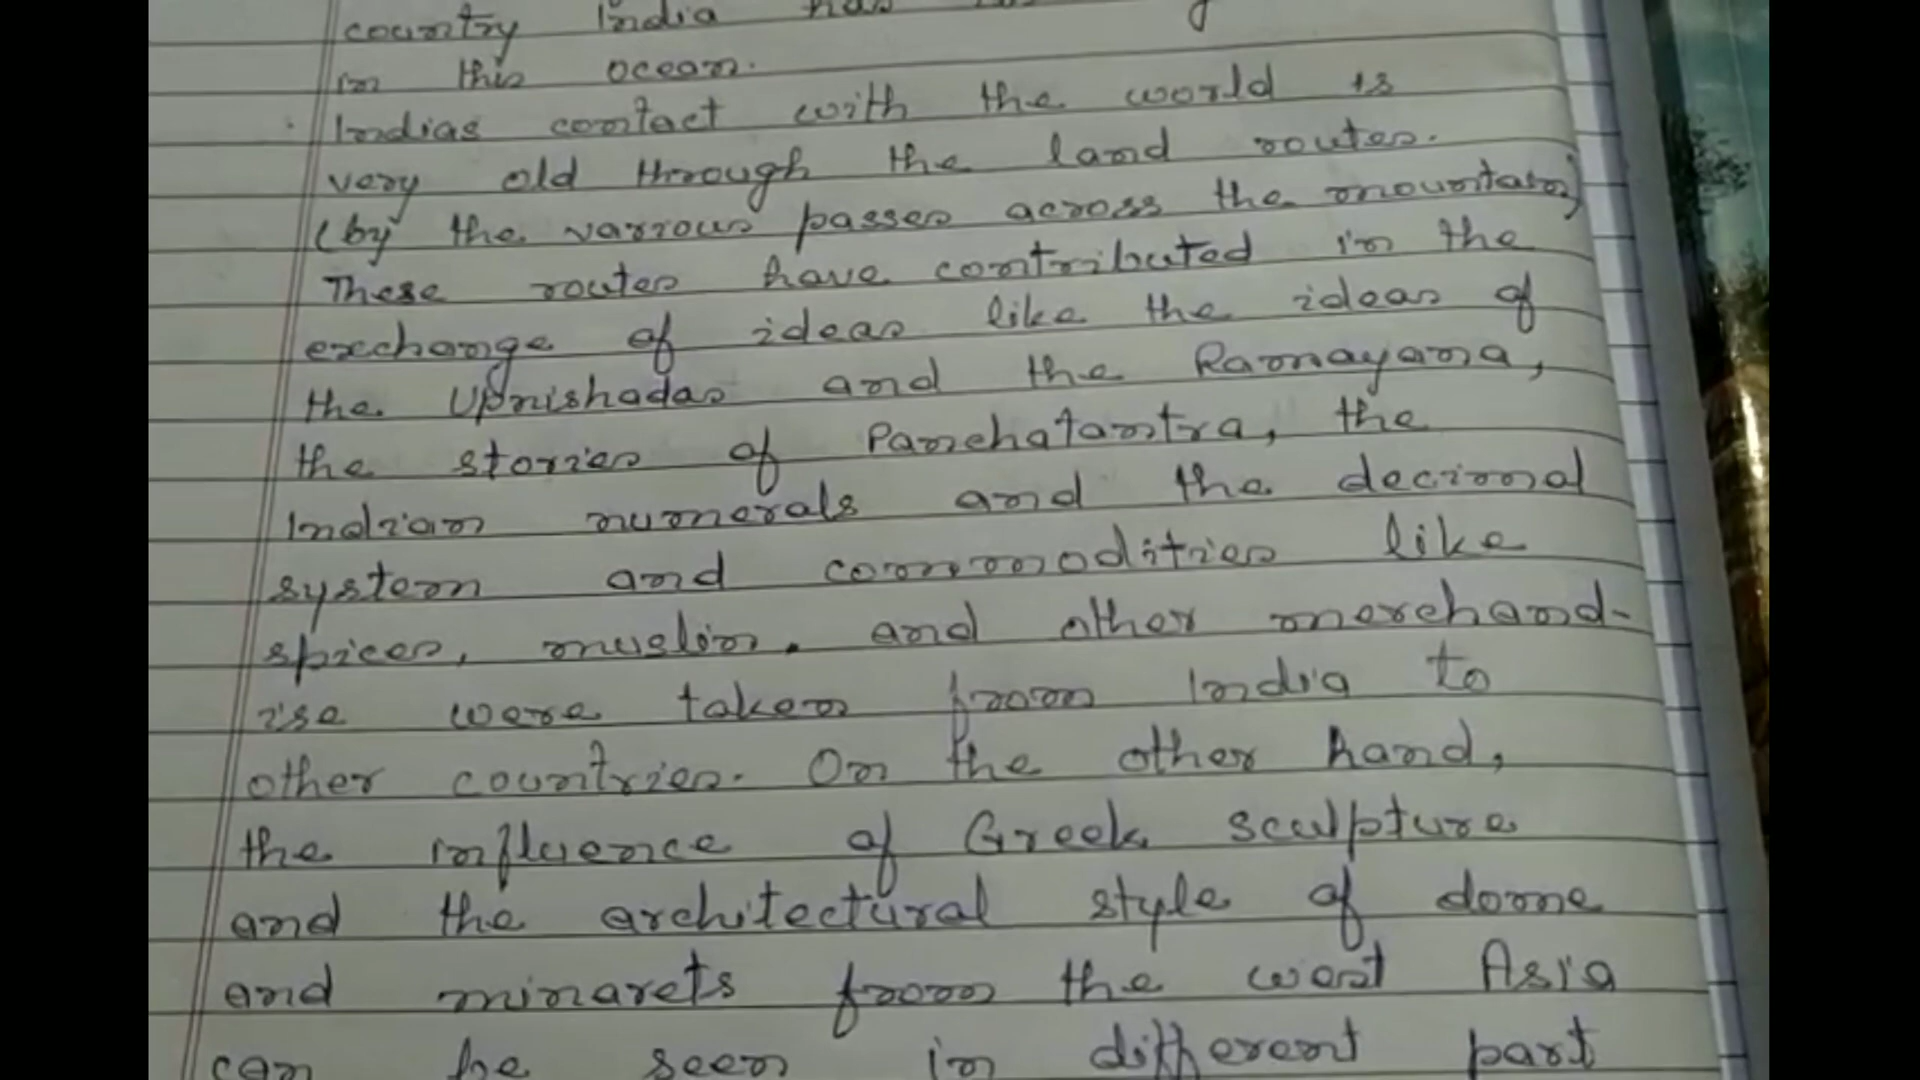 country India has
in this ocean.
Indias contact with the world is
very old through the land routes.
(by the various passes across the mountain)
These routes have contributed in the
exchange of ideas like the ideas of
the Upnishadas and the Ramayana,
the stories of Panchatantra, the
Indian numerals and the decimal
system and commodities like
spices, muslin. and other merchand-
ise were taken from India to
other countries. On the other hand,
the influence of Greek sculpture
and the architectural style of dome
and minarets from the west Asia
can be seen in different part